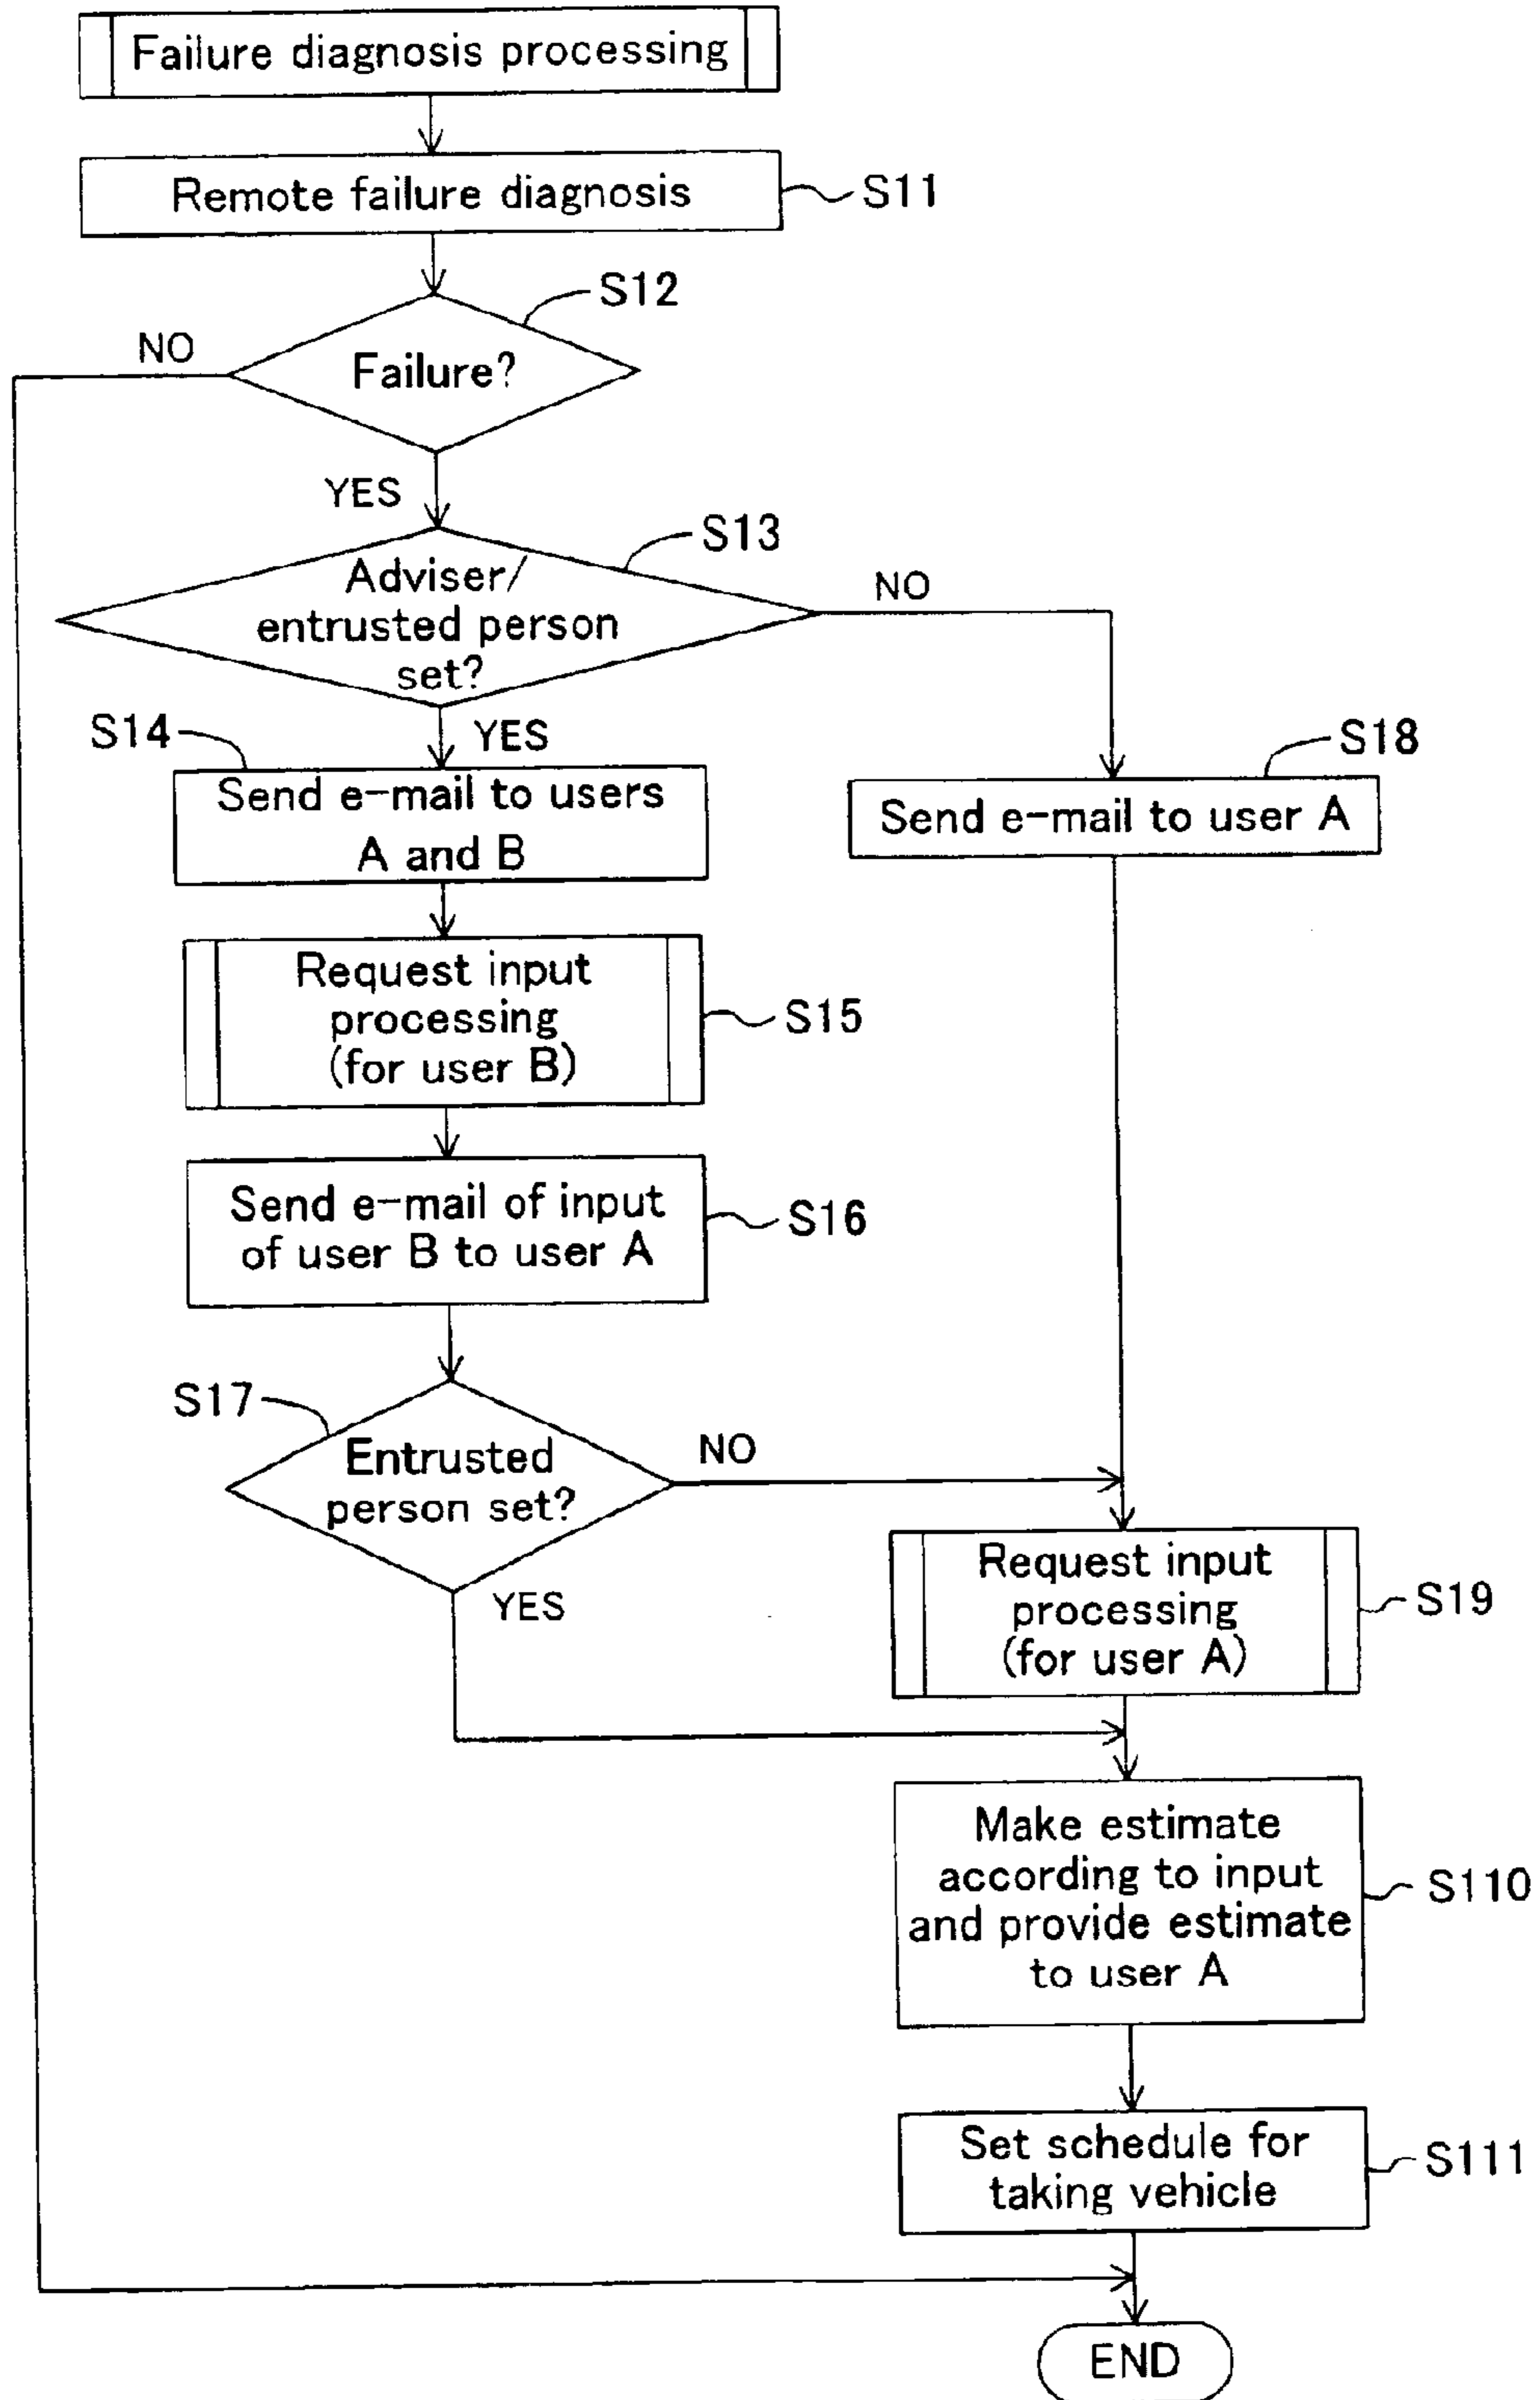 Failure diagnosis processing
Remote failure diagnosis
S11
S12
NO
Failure?
YES
S13
Adviser/
entrusted person
set?
NO
S14
YES
S18
Send e-mail to users
A and B
Send e-mail to user A
Request input
processing
(for user B)
S15
Send e-mail of input
of user B to user A
S16
S17
Entrusted
person set?
NO
YES
Request input
processing
(for user A)
S19
Make estimate
according to input
and provide estimate
to user A
S110
Set schedule for
taking vehicle
S111
END